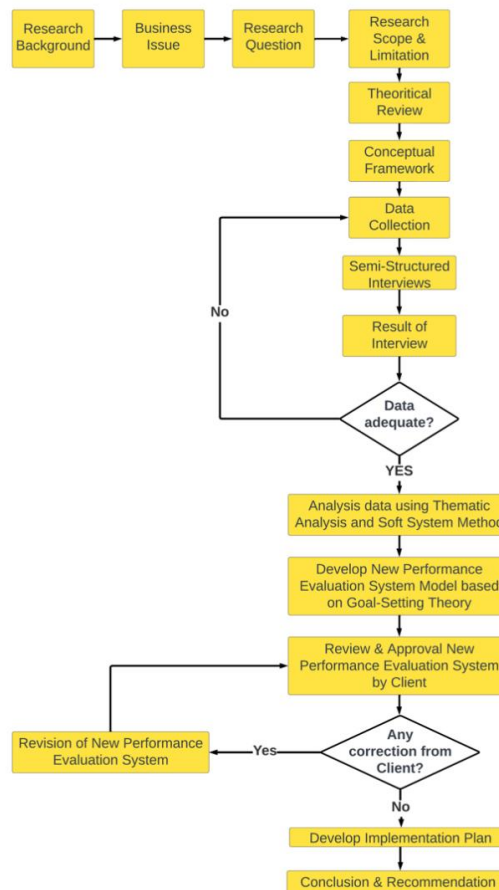 Research
Background
Business
Issue
Research
Question
Research
Scope &
Limitation
Theoritical
Review
Conceptual
Framework
Data
Collection
Semi-Structured
Interviews
No
Result of
Interview
Data
adequate?
YES
Analysis data using Thematic
Analysis and Soft System Method
Develop New Performance
Evaluation System Model based
on Goal-Setting Theory
Review & Approval New
Performance Evaluation System
by Client
Revision of New Performance
Evaluation System
Yes
Any
correction from
Client?
No
Develop Implementation Plan
Conclusion & Recommendation